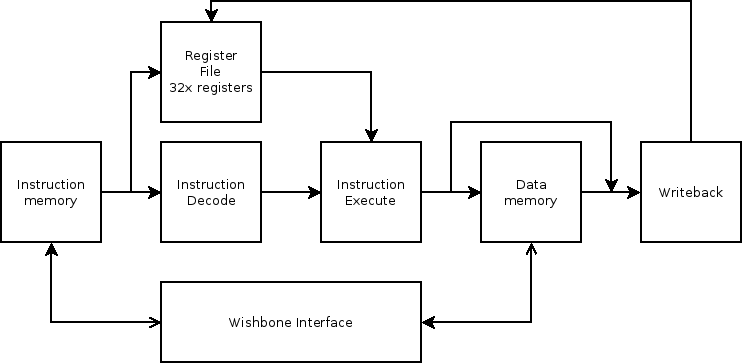 Register
File
32x registers
Instruction
memory
Instruction
Decode
Instruction
Execute
Data
memory
Writeback
Wishbone Interface